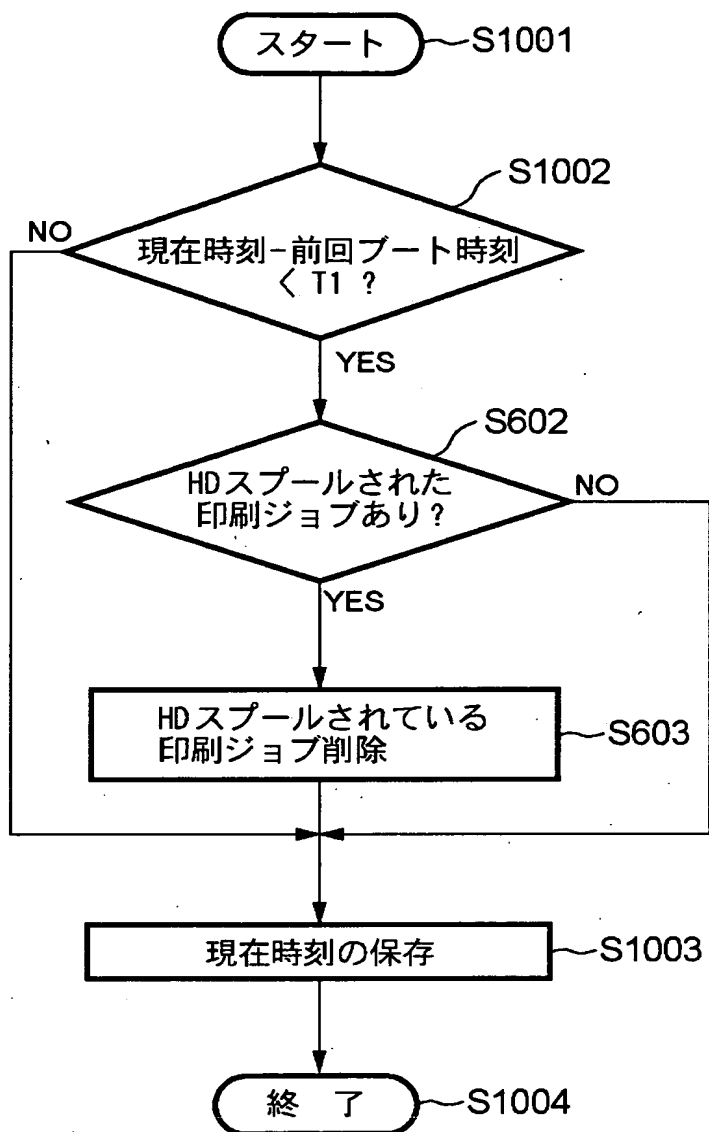 スタート
S1001
S1002
NO
現在時刻-前回ブート時刻
< T1 ?
YES
S602
HDスプールされた
印刷ジョブあり?
NO
YES
HDスプールされている
印刷ジョブ削除
S603
現在時刻の保存
S1003
終 了
S1004